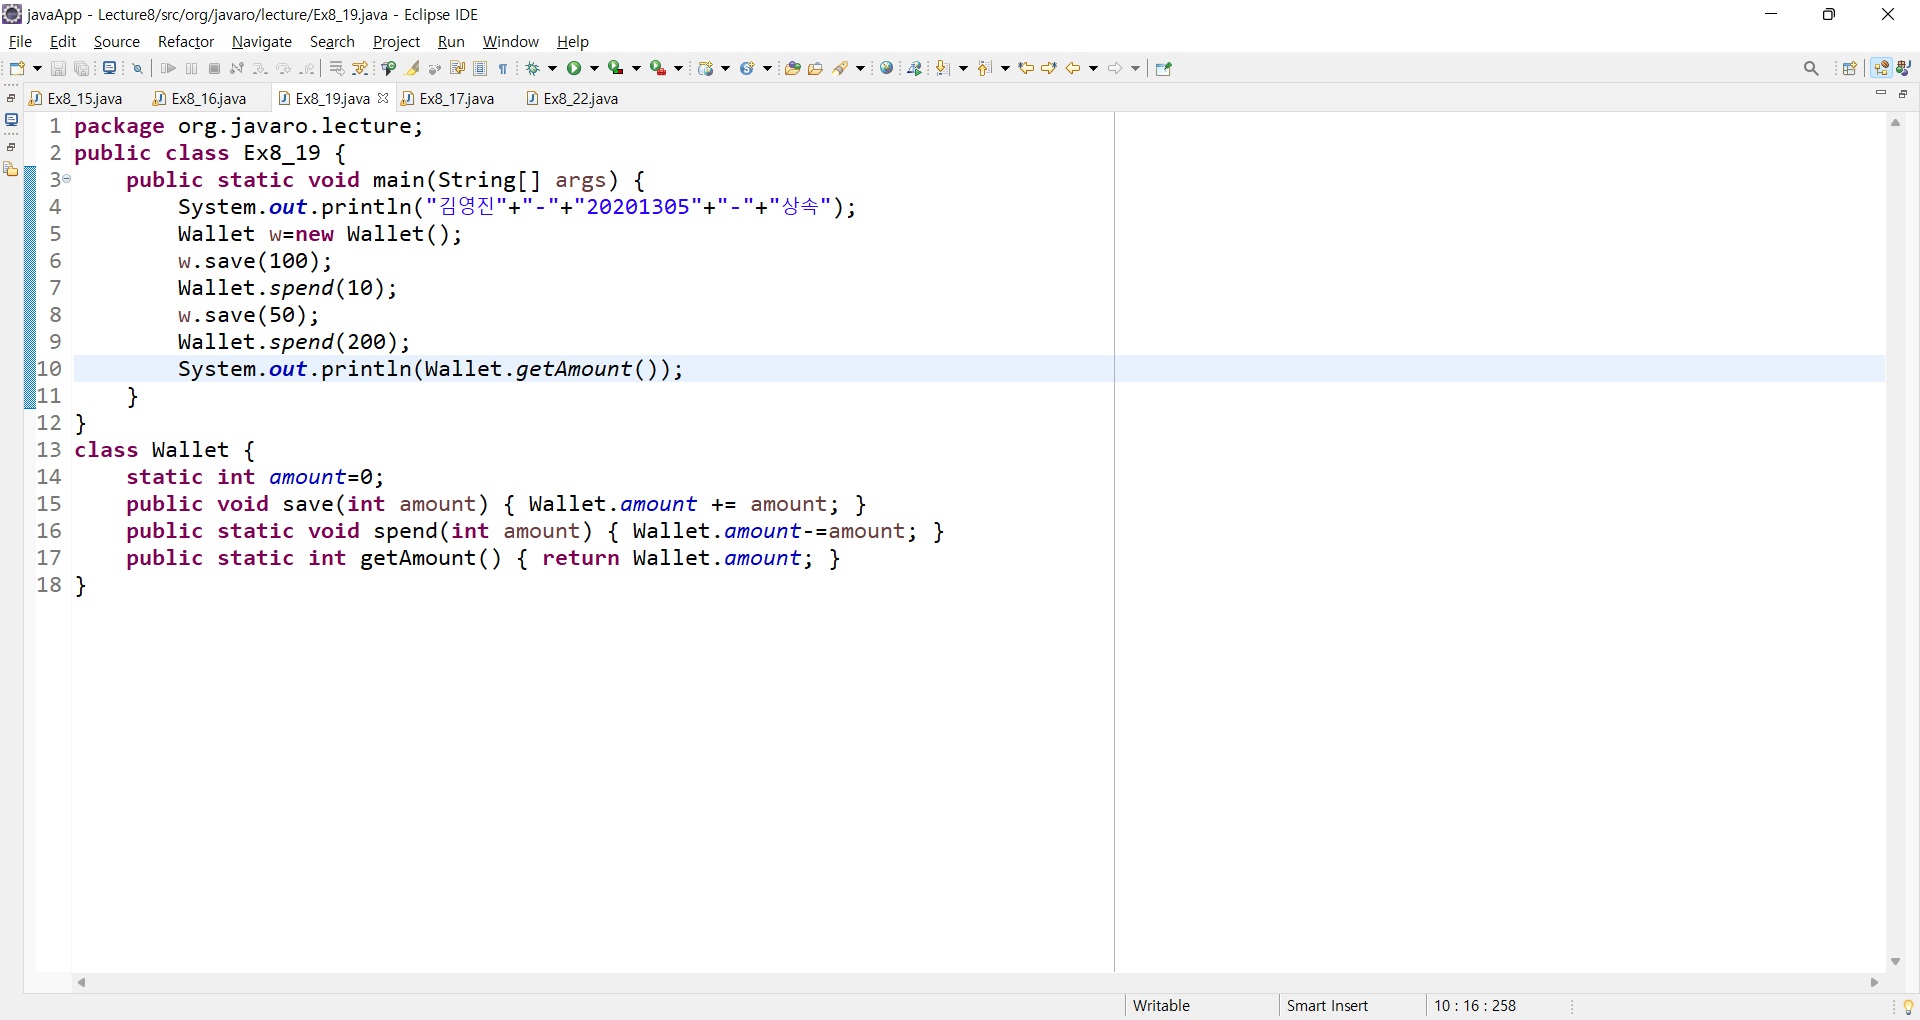 javaApp - Lecture8/src/org/javaro/lecture/Ex8_19.java - Eclipse IDE
File Edit Source Refactor Navigate Search Project Run Window Help
Ex8_15.java Ex8_16.java Ex8_19.java Ex8_17.java Ex8_22.java
1 package org.javaro.lecture;
2 public class Ex8_19 {
3 public static void main(String[] args) {
4 System.out.println("김영진"+"-"+"20201305"+"-"+"상속");
5 Wallet w=new Wallet();
6 w.save(100);
7 Wallet.spend(10);
8 w.save(50);
9 Wallet.spend(200);
10 System.out.println(Wallet.getAmount());
11 }
12 }
13 class Wallet {
14 static int amount=0;
15 public void save(int amount) { Wallet.amount += amount; }
16 public static void spend(int amount) { Wallet.amount-=amount; }
17 public static int getAmount() { return Wallet.amount; }
18 }
Writable Smart Insert 10 : 16 : 258